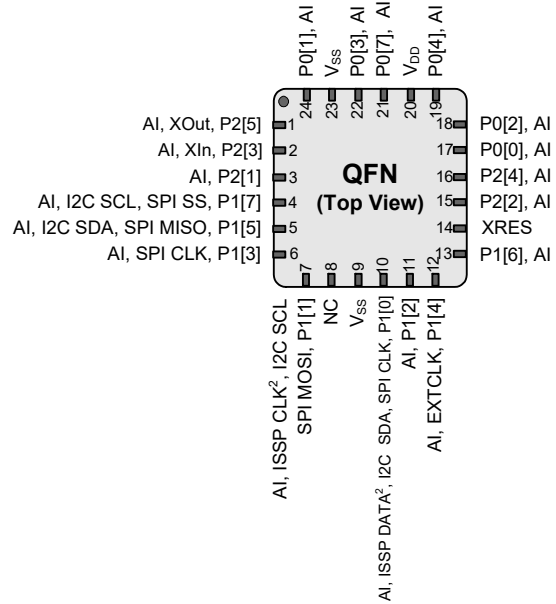 P0[1], AI
VSS
P0[3], AI
P0[7], AI
VDD
P0[4], AI
24
23
22
21
20
19
AI, XOut, P2[5]
1
18
P0[2], AI
AI, XIn, P2[3]
2
17
P0[0], AI
AI, P2[1]
3
QFN
16
P2[4], AI
AI, I2C SCL, SPI SS, P1[7]
4
(Top View)
15
P2[2], AI
AI, I2C SDA, SPI MISO, P1[5]
5
14
XRES
AI, SPI CLK, P1[3]
6
13
P1[6], AI
7
8
9
10
11
12
AI, ISSP CLK², I2C SCL
SPI MOSI, P1[1]
NC
VSS
AI, ISSP DATA², I2C SDA, SPI CLK, P1[0]
AI, P1[2]
AI, EXTCLK, P1[4]